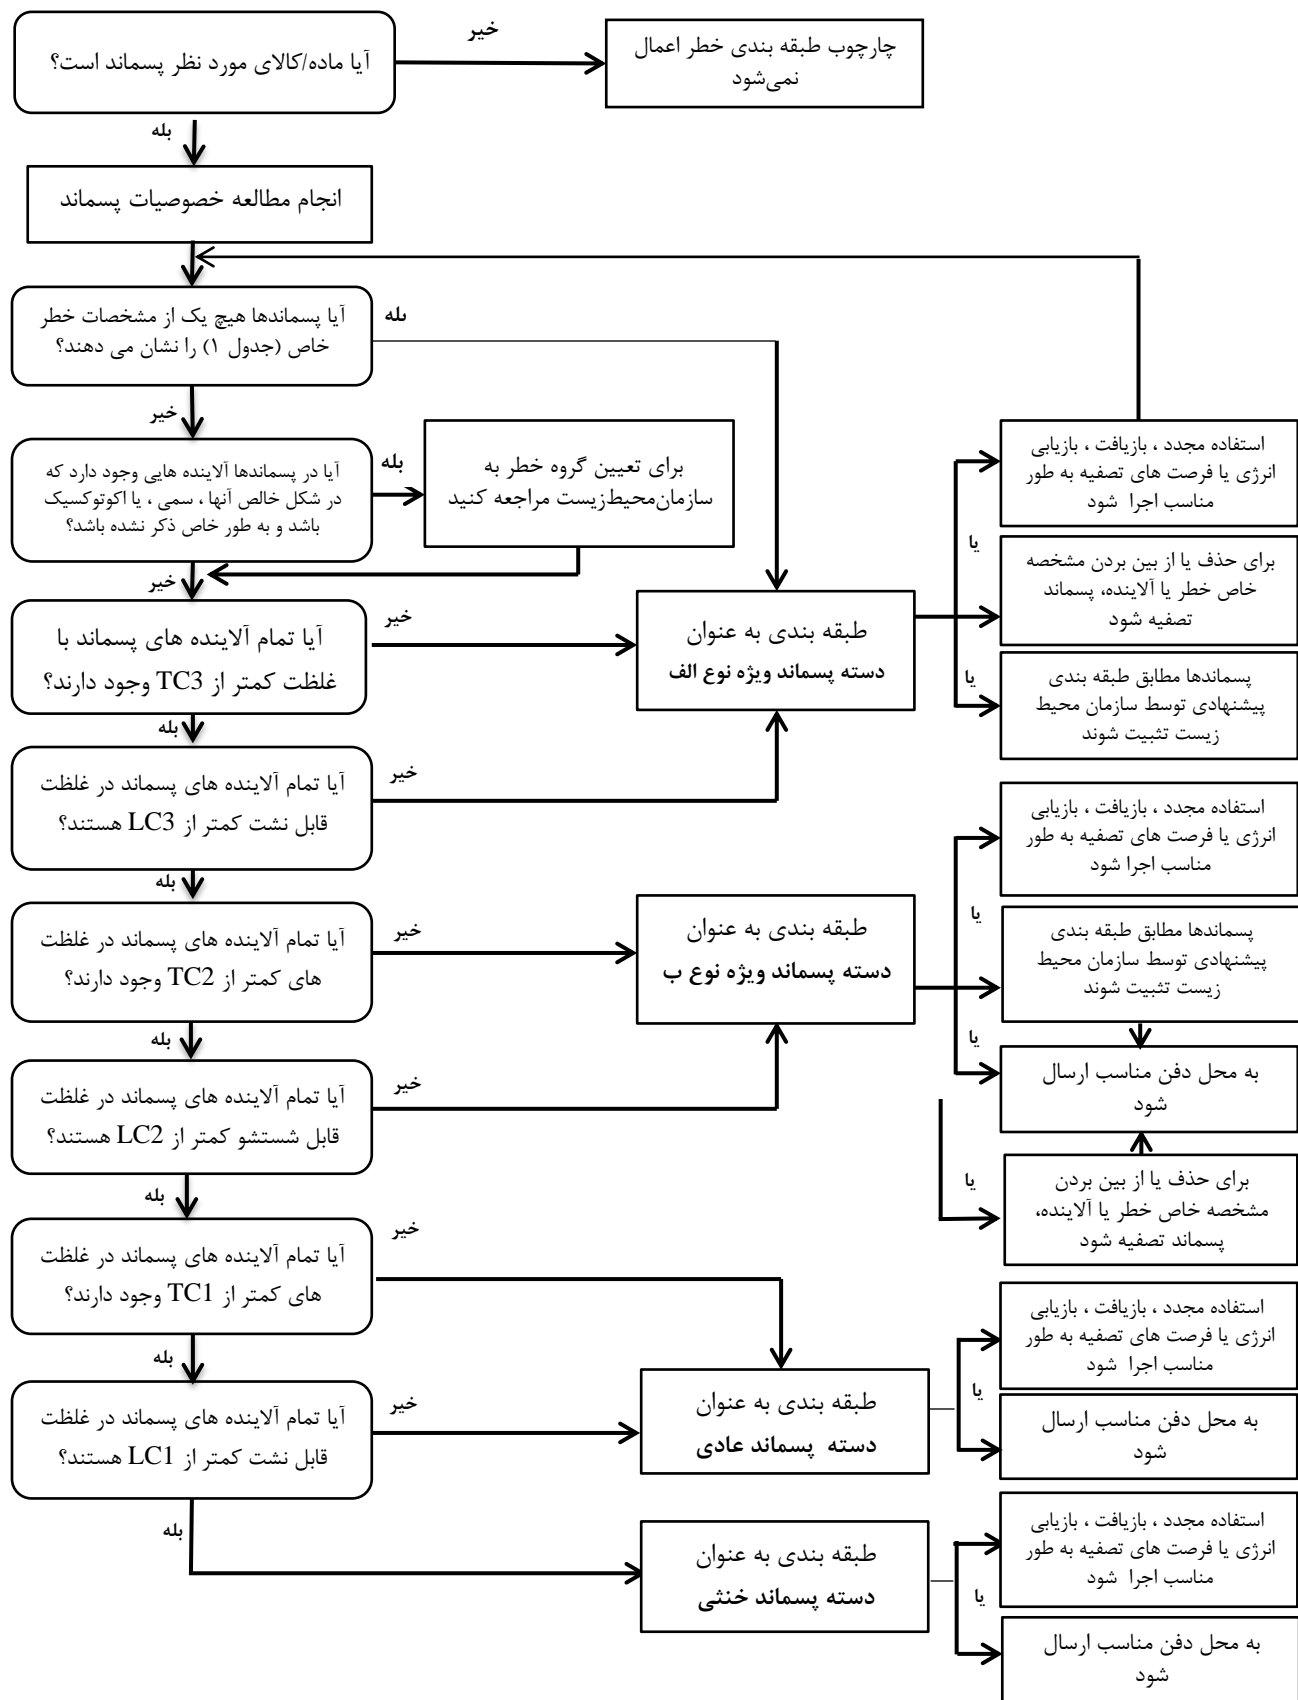 آیا ماده/کالای مورد نظر پسماند است؟
خیر
چارچوب طبقه بندی خطر اعمال
نمی‌شود
بله
انجام مطالعه خصوصیات پسماند
آیا پسماندها هیچ یک از مشخصات خطر
خاص (جدول ۱) را نشان می دهند؟
بله
خیر
آیا در پسماندها آلاینده هایی وجود دارد که
در شکل خالص آنها ، سمی ، یا اکوتوکسیک
باشد و به طور خاص ذکر نشده باشد؟
بله
برای تعیین گروه خطر به
سازمان‌محیط‌زیست مراجعه کنید
خیر
آیا تمام آلاینده های پسماند با
غلظت کمتر از TC3 وجود دارند؟
خیر
طبقه بندی به عنوان
دسته پسماند ویژه نوع الف
استفاده مجدد ، بازیافت ، بازیابی
انرژی یا فرصت های تصفیه به طور
مناسب اجرا شود
یا
برای حذف یا از بین بردن مشخصه
خاص خطر یا آلاینده، پسماند
تصفیه شود
یا
پسماندها مطابق طبقه بندی
پیشنهادی توسط سازمان محیط
زیست تثبیت شوند
بله
آیا تمام آلاینده های پسماند در غلظت
قابل نشت کمتر از LC3 هستند؟
خیر
بله
آیا تمام آلاینده های پسماند در غلظت
های کمتر از TC2 وجود دارند؟
خیر
طبقه بندی به عنوان
دسته پسماند ویژه نوع ب
استفاده مجدد ، بازیافت ، بازیابی
انرژی یا فرصت های تصفیه به طور
مناسب اجرا شود
یا
پسماندها مطابق طبقه بندی
پیشنهادی توسط سازمان محیط
زیست تثبیت شوند
یا
به محل دفن مناسب ارسال
شود
یا
برای حذف یا از بین بردن
مشخصه خاص خطر یا آلاینده،
پسماند تصفیه شود
بله
آیا تمام آلاینده های پسماند در غلظت
قابل شستشو کمتر از LC2 هستند؟
خیر
بله
آیا تمام آلاینده های پسماند در غلظت
های کمتر از TC1 وجود دارند؟
خیر
بله
آیا تمام آلاینده های پسماند در غلظت
قابل نشت کمتر از LC1 هستند؟
خیر
طبقه بندی به عنوان
دسته پسماند عادی
استفاده مجدد ، بازیافت ، بازیابی
انرژی یا فرصت های تصفیه به طور
مناسب اجرا شود
یا
به محل دفن مناسب ارسال
شود
بله
طبقه بندی به عنوان
دسته پسماند خنثی
استفاده مجدد ، بازیافت ، بازیابی
انرژی یا فرصت های تصفیه به طور
مناسب اجرا شود
یا
به محل دفن مناسب ارسال
شود